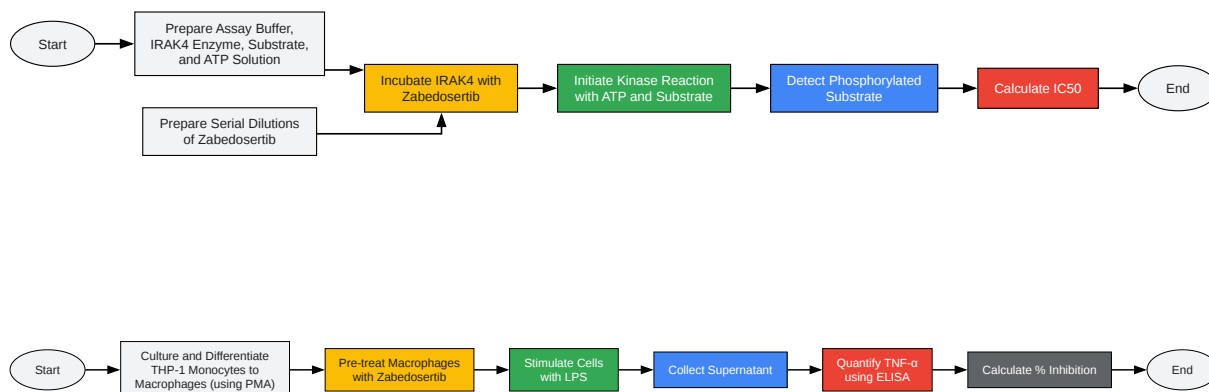 Start
Prepare Assay Buffer,
IRAK4 Enzyme, Substrate,
and ATP Solution
Prepare Serial Dilutions
of Zabedosertib
Incubate IRAK4 with
Zabedosertib
Initiate Kinase Reaction
with ATP and Substrate
Detect Phosphorylated
Substrate
Calculate IC50
End
Start
Culture and Differentiate
THP-1 Monocytes to
Macrophages (using PMA)
Pre-treat Macrophages
with Zabedosertib
Stimulate Cells
with LPS
Collect Supernatant
Quantify TNF-α
using ELISA
Calculate % Inhibition
End